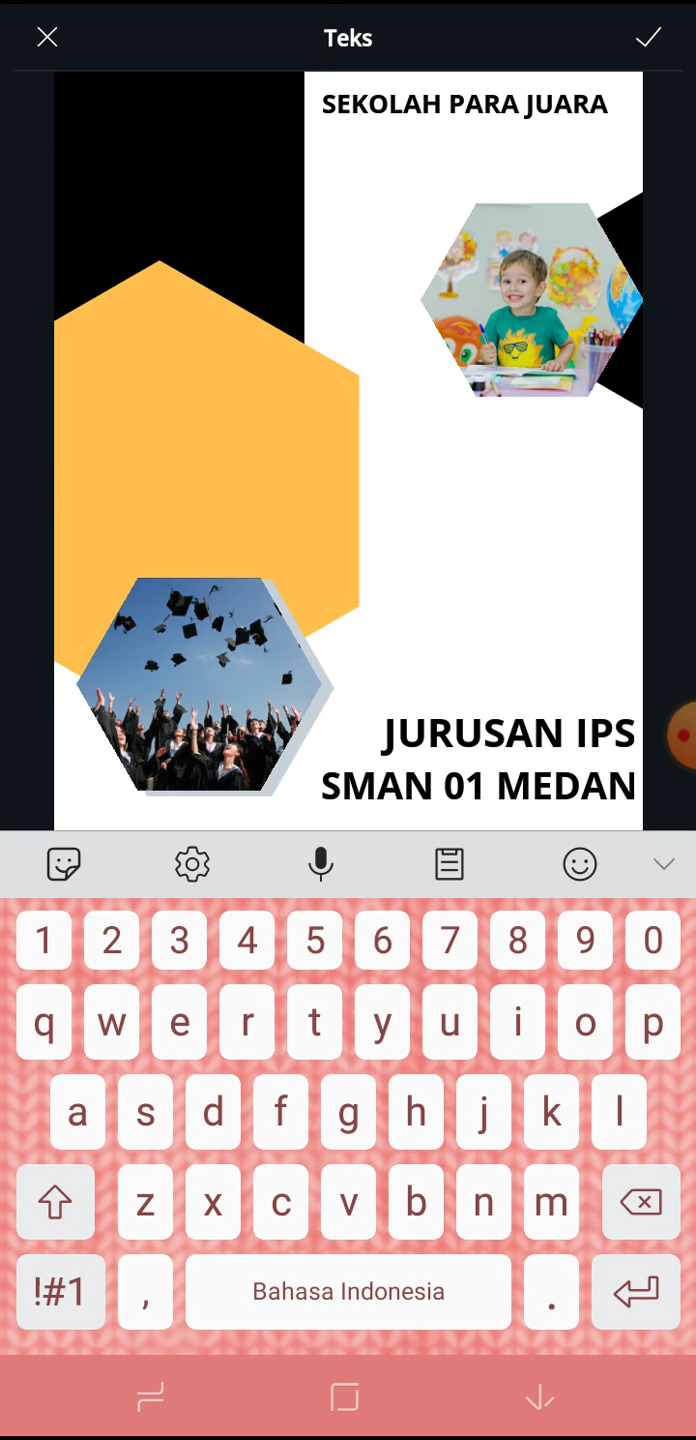 Teks
SEKOLAH PARA JUARA
JURUSAN IPS
SMAN 01 MEDAN
1 2 3 4 5 6 7 8 9 0
q w e r t y u i o p
a s d f g h j k l
z x c v b n m
!#1 , Bahasa Indonesia .